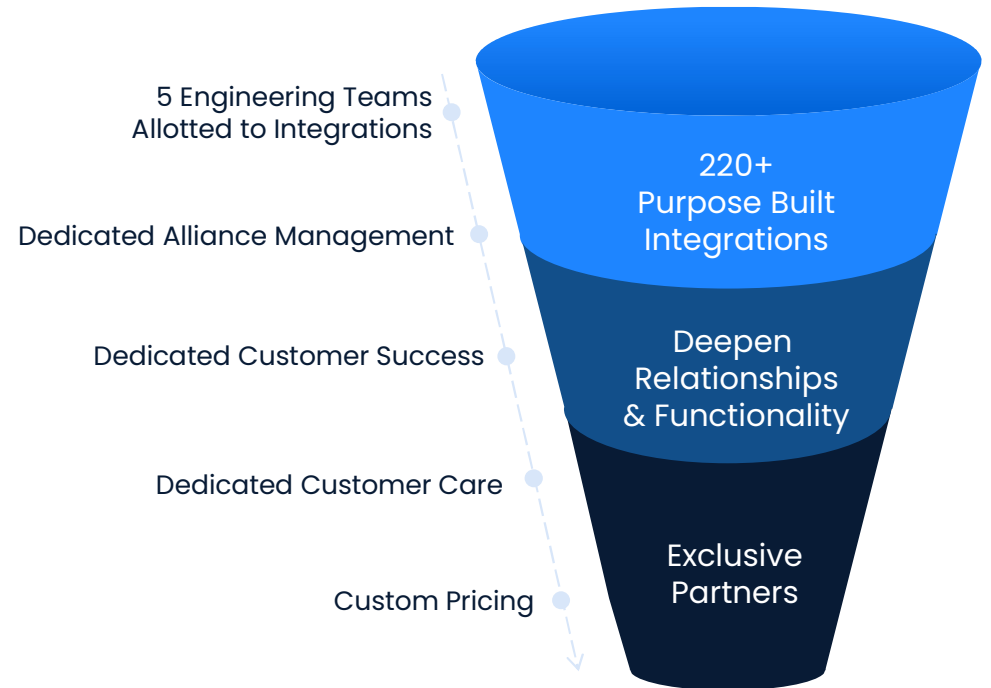 5 Engineering Teams
Allotted to Integrations
Dedicated Alliance Management
Dedicated Customer Success
Dedicated Customer Care
Custom Pricing
220+
Purpose Built
Integrations
Deepen
Relationships
& Functionality
Exclusive
Partners